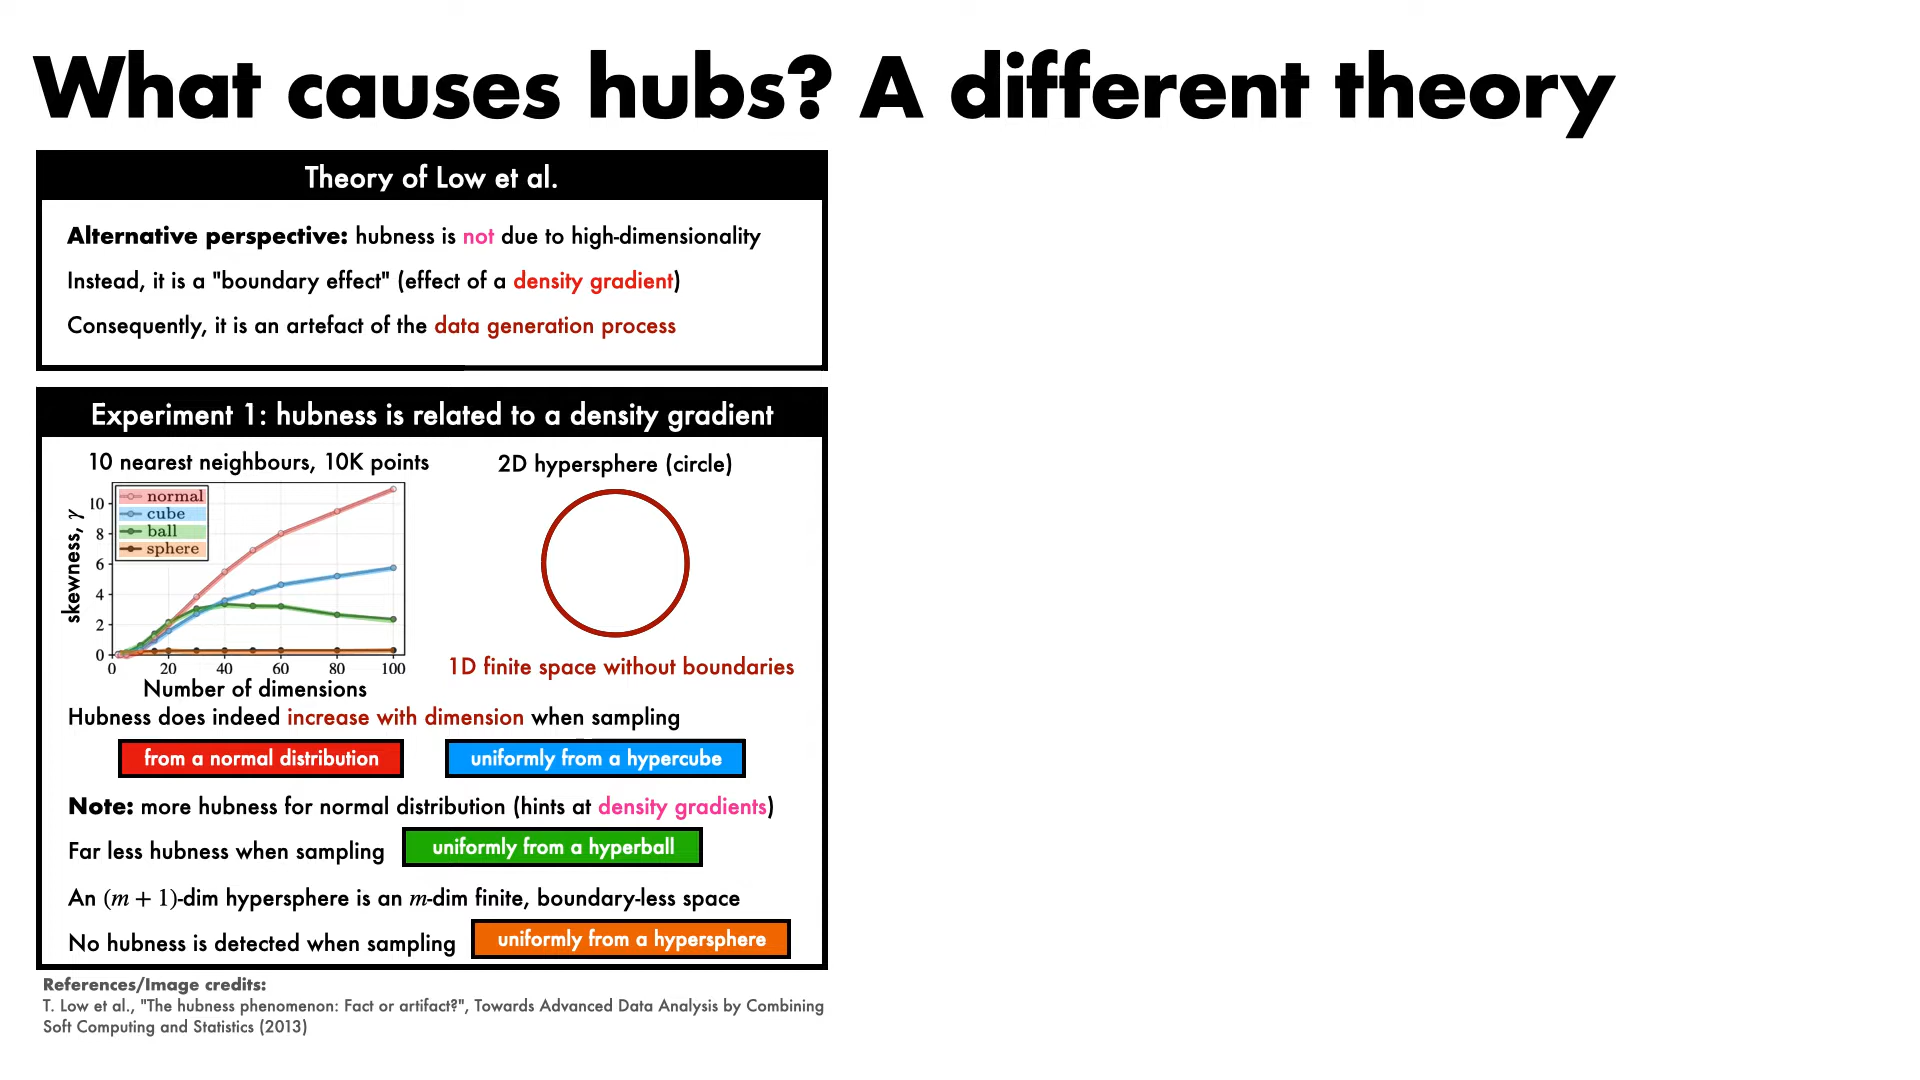 What causes hubs? A different theory
Theory of Low et al.
Alternative perspective: hubness is not due to high-dimensionality
Instead, it is a "boundary effect" (effect of a density gradient)
Consequently, it is an artefact of the data generation process
Experiment 1: hubness is related to a density gradient
10 nearest neighbours, 10K points
skewness, γ
10
8
6
4
2
0
normal
cube
ball
sphere
0 20 40 60 80 100
Number of dimensions
2D hypersphere (circle)
1D finite space without boundaries
Hubness does indeed increase with dimension when sampling
from a normal distribution
uniformly from a hypercube
Note: more hubness for normal distribution (hints at density gradients)
Far less hubness when sampling uniformly from a hyperball
An (m + 1)-dim hypersphere is an m-dim finite, boundary-less space
No hubness is detected when sampling uniformly from a hypersphere
References/Image credits:
T. Low et al., "The hubness phenomenon: Fact or artifact?", Towards Advanced Data Analysis by Combining
Soft Computing and Statistics (2013)